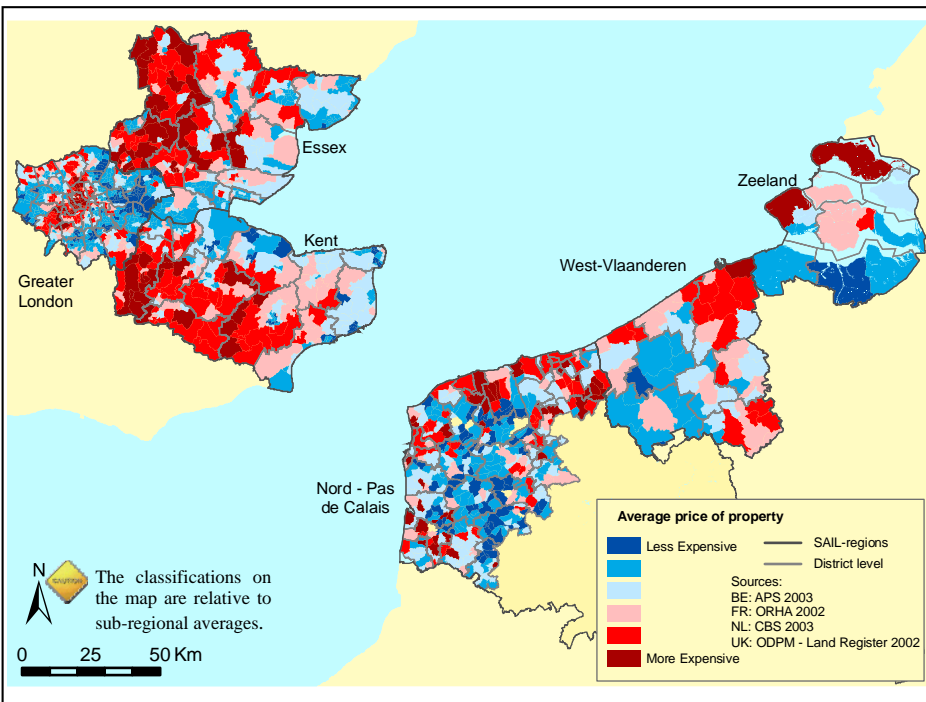 Essex
Zeeland
Kent
West-Vlaanderen
Greater
London
Nord - Pas
de Calais
Average price of property
Less Expensive
More Expensive
SAIL-regions
District level
Sources:
BE: APS 2003
FR: ORHA 2002
NL: CBS 2003
UK: ODPM - Land Register 2002
N
CAUTION
The classifications on
the map are relative to
sub-regional averages.
0 25 50 Km